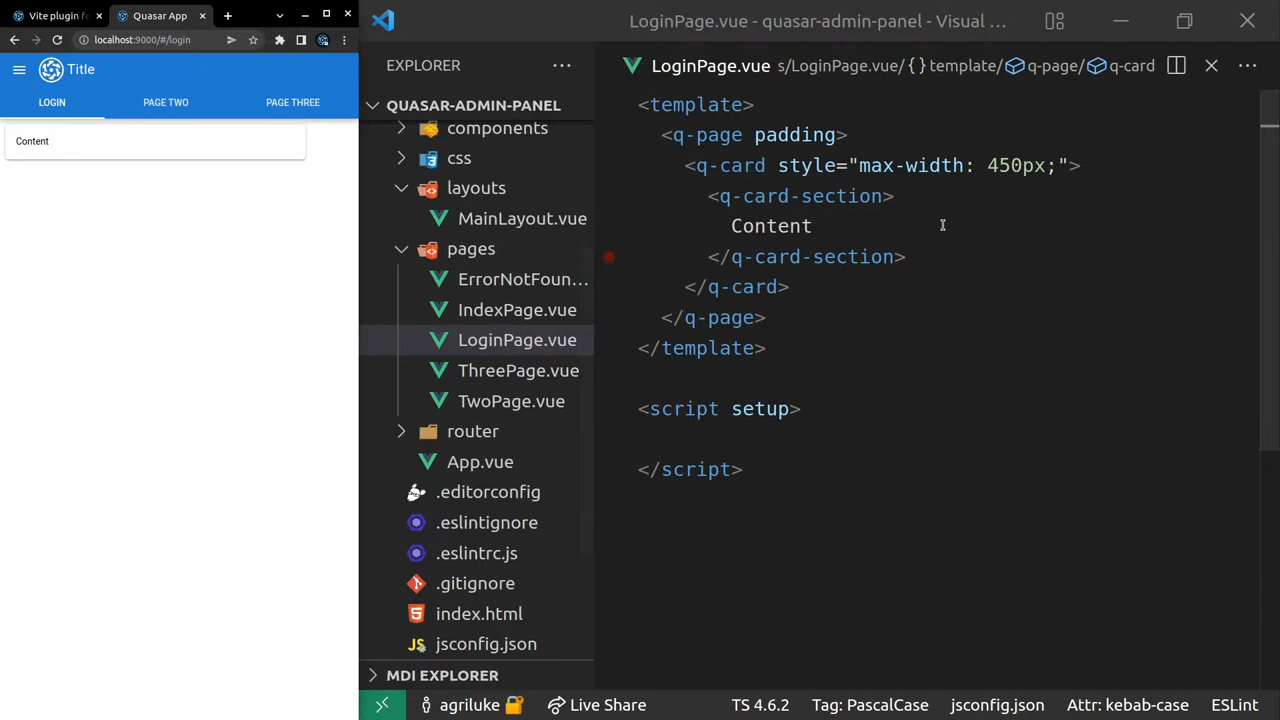 Vite plugin fo
Quasar App
localhost:9000/#/login
Title
LOGIN
PAGE TWO
PAGE THREE
Content
LoginPage.vue - quasar-admin-panel - Visual ...
EXPLORER
QUASAR-ADMIN-PANEL
components
css
layouts
MainLayout.vue
pages
ErrorNotFoun...
IndexPage.vue
LoginPage.vue
ThreePage.vue
TwoPage.vue
router
App.vue
.editorconfig
.eslintignore
.eslintrc.js
.gitignore
index.html
JS jsconfig.json
MDI EXPLORER
LoginPage.vue s/LoginPage.vue/ {} template/ q-page/ q-card
<template>
<q-page padding>
<q-card style="max-width: 450px;">
<q-card-section>
Content
</q-card-section>
</q-card>
</q-page>
</template>
<script setup>
</script>
agriluke
Live Share
TS 4.6.2
Tag: PascalCase
jsconfig.json
Attr: kebab-case
ESLint